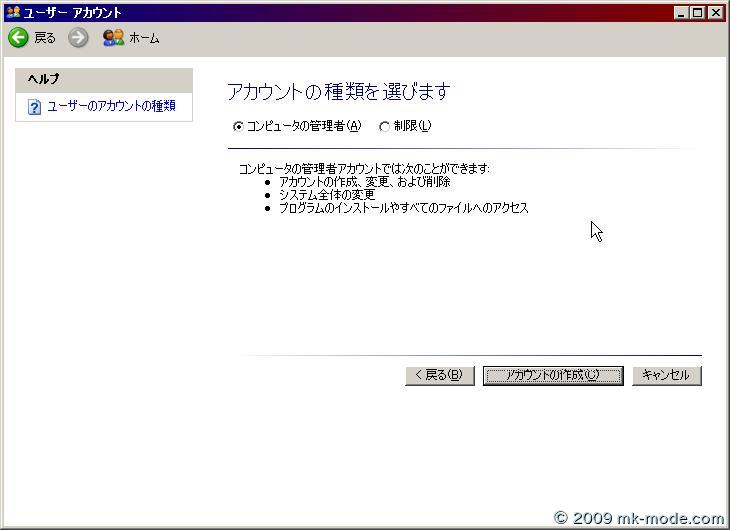 ユーザー アカウント
戻る ホーム
ヘルプ
ユーザーのアカウントの種類
アカウントの種類を選びます
コンピュータの管理者(A) 制限(L)
コンピュータの管理者アカウントでは次のことができます:
アカウントの作成、変更、および削除
システム全体の変更
プログラムのインストールやすべてのファイルへのアクセス
< 戻る(B) アカウントの作成(C) キャンセル
© 2009 mk-mode.com